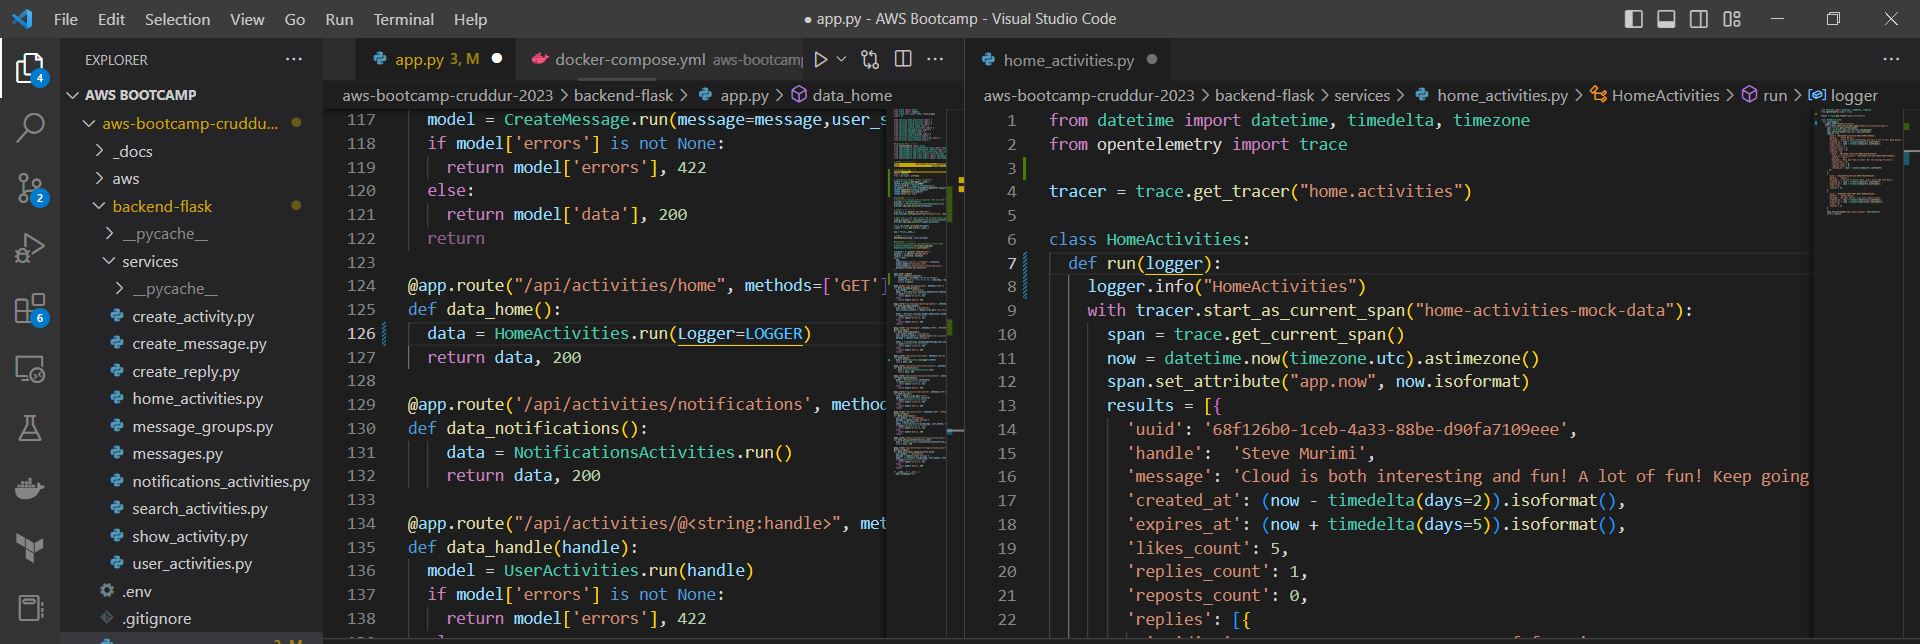 File Edit Selection View Go Run Terminal Help
● app.py - AWS Bootcamp - Visual Studio Code
EXPLORER
AWS BOOTCAMP
aws-bootcamp-cruddu...
_docs
aws
backend-flask
__pycache__
services
__pycache__
create_activity.py
create_message.py
create_reply.py
home_activities.py
message_groups.py
messages.py
notifications_activities.py
search_activities.py
show_activity.py
user_activities.py
.env
.gitignore
2, M
4
2
6
app.py 3, M
docker-compose.yml aws-bootcamp
aws-bootcamp-cruddur-2023 > backend-flask > app.py > data_home
117 model = CreateMessage.run(message=message,user_s
118 if model['errors'] is not None:
119 return model['errors'], 422
120 else:
121 return model['data'], 200
122 return
123
124 @app.route("/api/activities/home", methods=['GET']
125 def data_home():
126 data = HomeActivities.run(Logger=LOGGER)
127 return data, 200
128
129 @app.route('/api/activities/notifications', method
130 def data_notifications():
131 data = NotificationsActivities.run()
132 return data, 200
133
134 @app.route("/api/activities/@<string:handle>", met
135 def data_handle(handle):
136 model = UserActivities.run(handle)
137 if model['errors'] is not None:
138 return model['errors'], 422
home_activities.py
aws-bootcamp-cruddur-2023 > backend-flask > services > home_activities.py > HomeActivities > run > logger
1 from datetime import datetime, timedelta, timezone
2 from opentelemetry import trace
3
4 tracer = trace.get_tracer("home.activities")
5
6 class HomeActivities:
7 def run(logger):
8 logger.info("HomeActivities")
9 with tracer.start_as_current_span("home-activities-mock-data"):
10 span = trace.get_current_span()
11 now = datetime.now(timezone.utc).astimezone()
12 span.set_attribute("app.now", now.isoformat)
13 results = [{
14 'uuid': '68f126b0-1ceb-4a33-88be-d90fa7109eee',
15 'handle':  'Steve Murimi',
16 'message': 'Cloud is both interesting and fun! A lot of fun! Keep going
17 'created_at': (now - timedelta(days=2)).isoformat(),
18 'expires_at': (now + timedelta(days=5)).isoformat(),
19 'likes_count': 5,
20 'replies_count': 1,
21 'reposts_count': 0,
22 'replies': [{